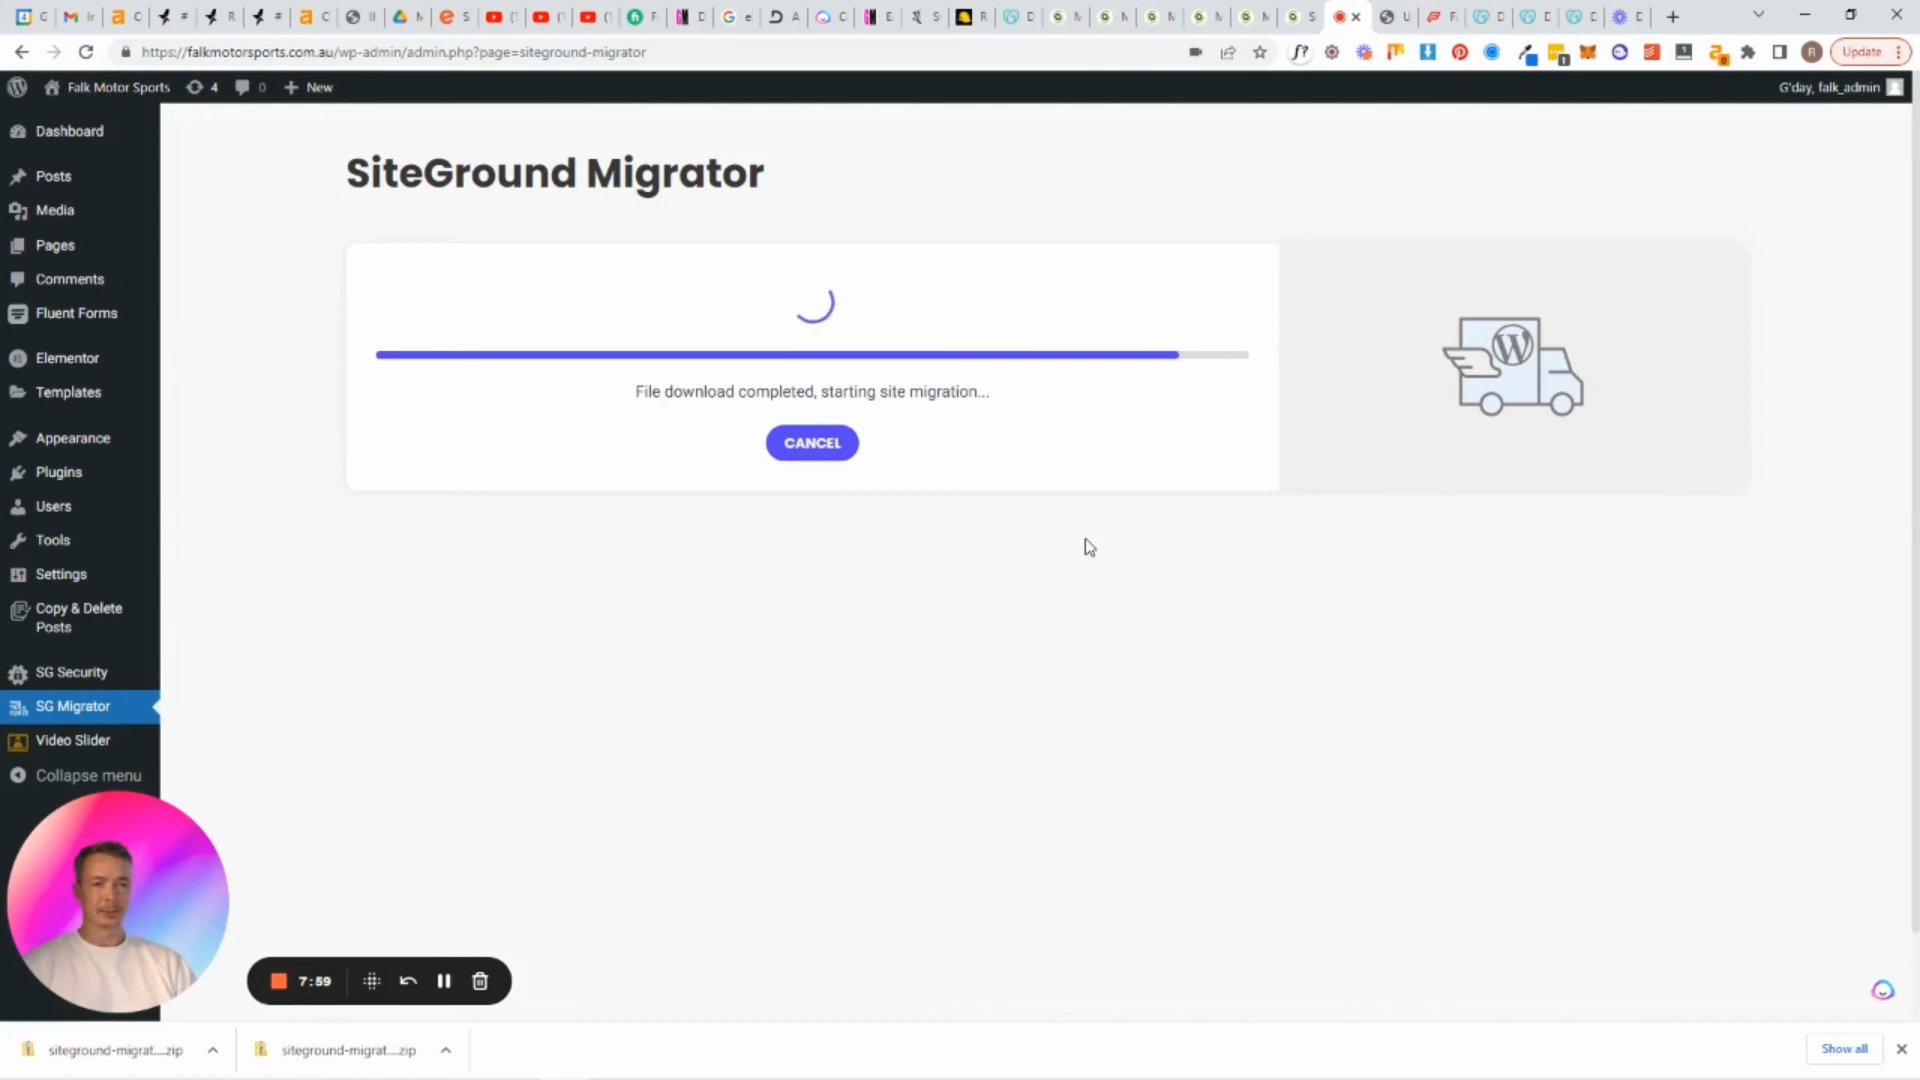 https://falkmotorsports.com.au/wp-admin/admin.php?page=siteground-migrator
Update
Falk Motor Sports
4
0
New
G'day, falk_admin
Dashboard
Posts
Media
Pages
Comments
Fluent Forms
Elementor
Templates
Appearance
Plugins
Users
Tools
Settings
Copy & Delete
Posts
SG Security
SG Migrator
Video Slider
Collapse menu
SiteGround Migrator
File download completed, starting site migration...
CANCEL
7:59
siteground-migrat....zip
siteground-migrat....zip
Show all